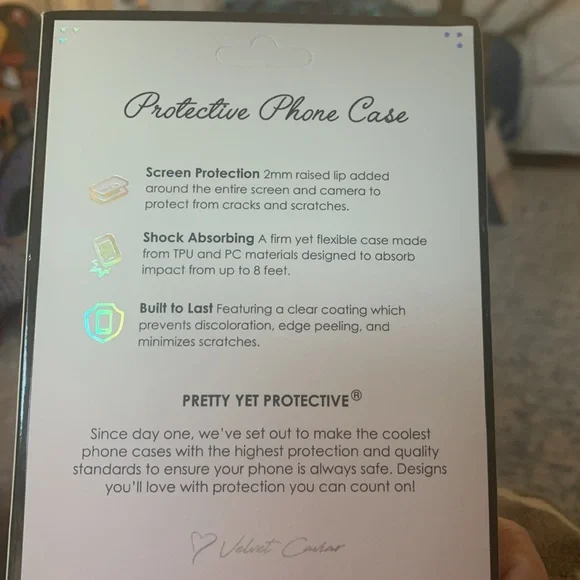 Protective Phone Case
Screen Protection 2mm raised lip added
around the entire screen and camera to
protect from cracks and scratches.
Shock Absorbing A firm yet flexible case made
from TPU and PC materials designed to absorb
impact from up to 8 feet.
Built to Last Featuring a clear coating which
prevents discoloration, edge peeling, and
minimizes scratches.
PRETTY YET PROTECTIVE®
Since day one, we've set out to make the coolest
phone cases with the highest protection and quality
standards to ensure your phone is always safe. Designs
you'll love with protection you can count on!
Velvet Caviar